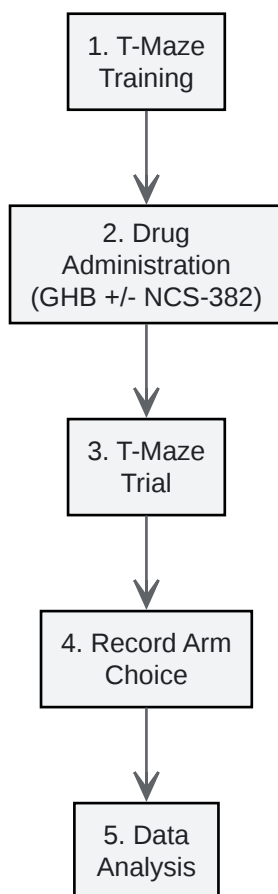 1. T-Maze
Training
2. Drug
Administration
(GHB +/- NCS-382)
3. T-Maze
Trial
4. Record Arm
Choice
5. Data
Analysis